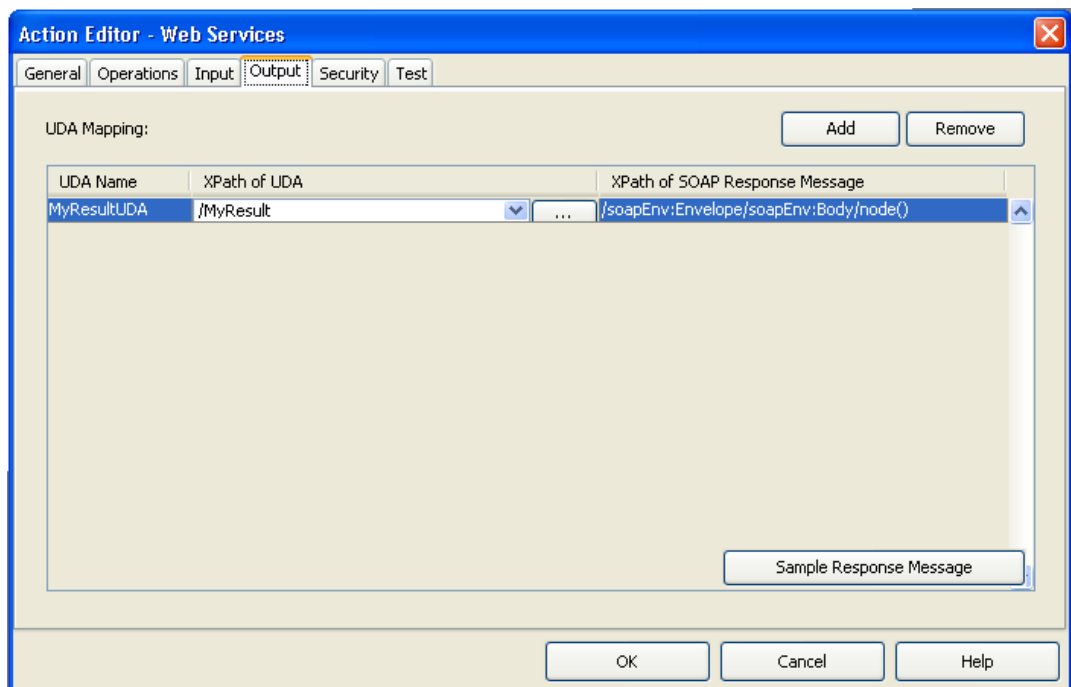 Action Editor - Web Services
General Operations Input Output Security Test
UDA Mapping: Add Remove
UDA Name XPath of UDA XPath of SOAP Response Message
MyResultUDA /MyResult ... /soapEnv:Envelope/soapEnv:Body/node()
Sample Response Message
OK Cancel Help